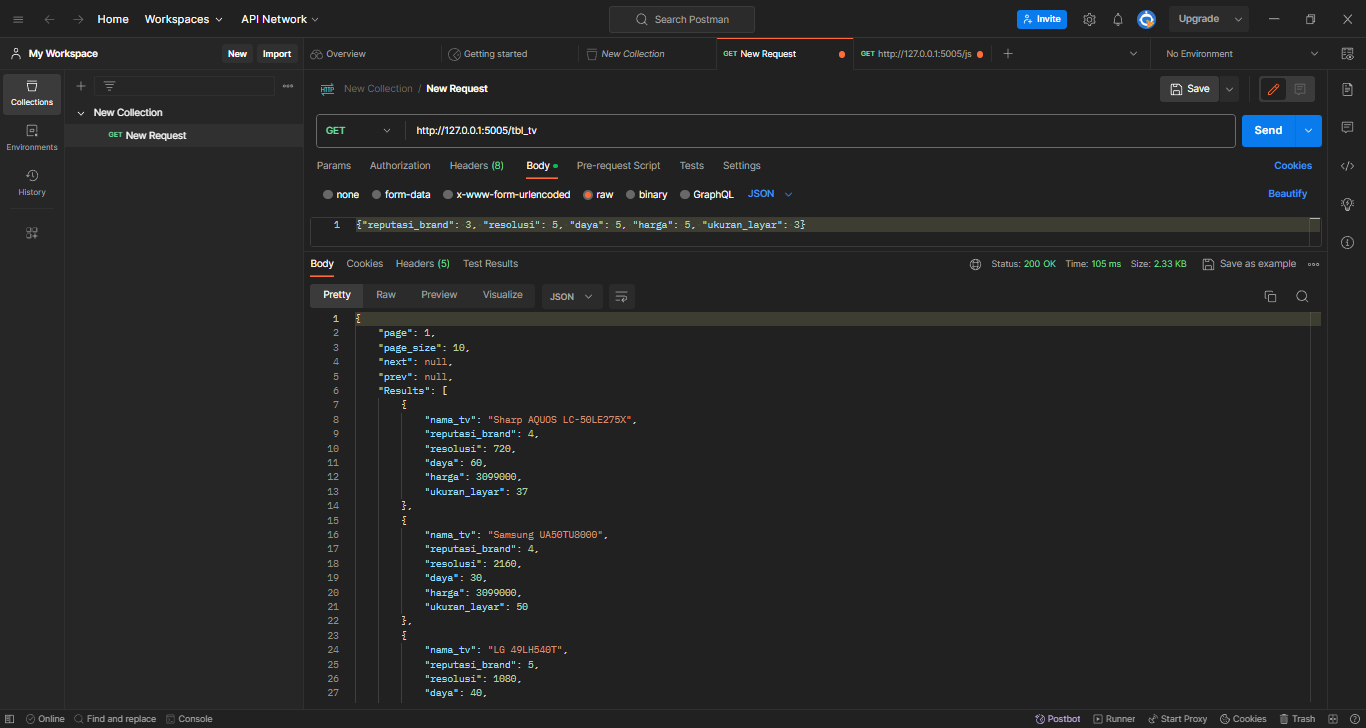 Home Workspaces API Network Search Postman Invite Upgrade
My Workspace New Import Overview Getting started New Collection GET New Request GET http://127.0.0.1:5005/js No Environment
Collections
Environments
History
New Collection
GET New Request
HTTP New Collection / New Request Save
GET http://127.0.0.1:5005/tbl_tv Send
Params Authorization Headers (8) Body Pre-request Script Tests Settings Cookies
none form-data x-www-form-urlencoded raw binary GraphQL JSON Beautify
1 {"reputasi_brand": 3, "resolusi": 5, "daya": 5, "harga": 5, "ukuran_layar": 3}
Body Cookies Headers (5) Test Results Status: 200 OK Time: 105 ms Size: 2.33 KB Save as example
Pretty Raw Preview Visualize JSON
1 {
2 "page": 1,
3 "page_size": 10,
4 "next": null,
5 "prev": null,
6 "Results": [
7 {
8 "nama_tv": "Sharp AQUOS LC-50LE275X",
9 "reputasi_brand": 4,
10 "resolusi": 720,
11 "daya": 60,
12 "harga": 3099000,
13 "ukuran_layar": 37
14 },
15 {
16 "nama_tv": "Samsung UA50TU8000",
17 "reputasi_brand": 4,
18 "resolusi": 2160,
19 "daya": 30,
20 "harga": 3099000,
21 "ukuran_layar": 50
22 },
23 {
24 "nama_tv": "LG 49LH540T",
25 "reputasi_brand": 5,
26 "resolusi": 1080,
27 "daya": 40,
Online Find and replace Console Postbot Runner Start Proxy Cookies Trash